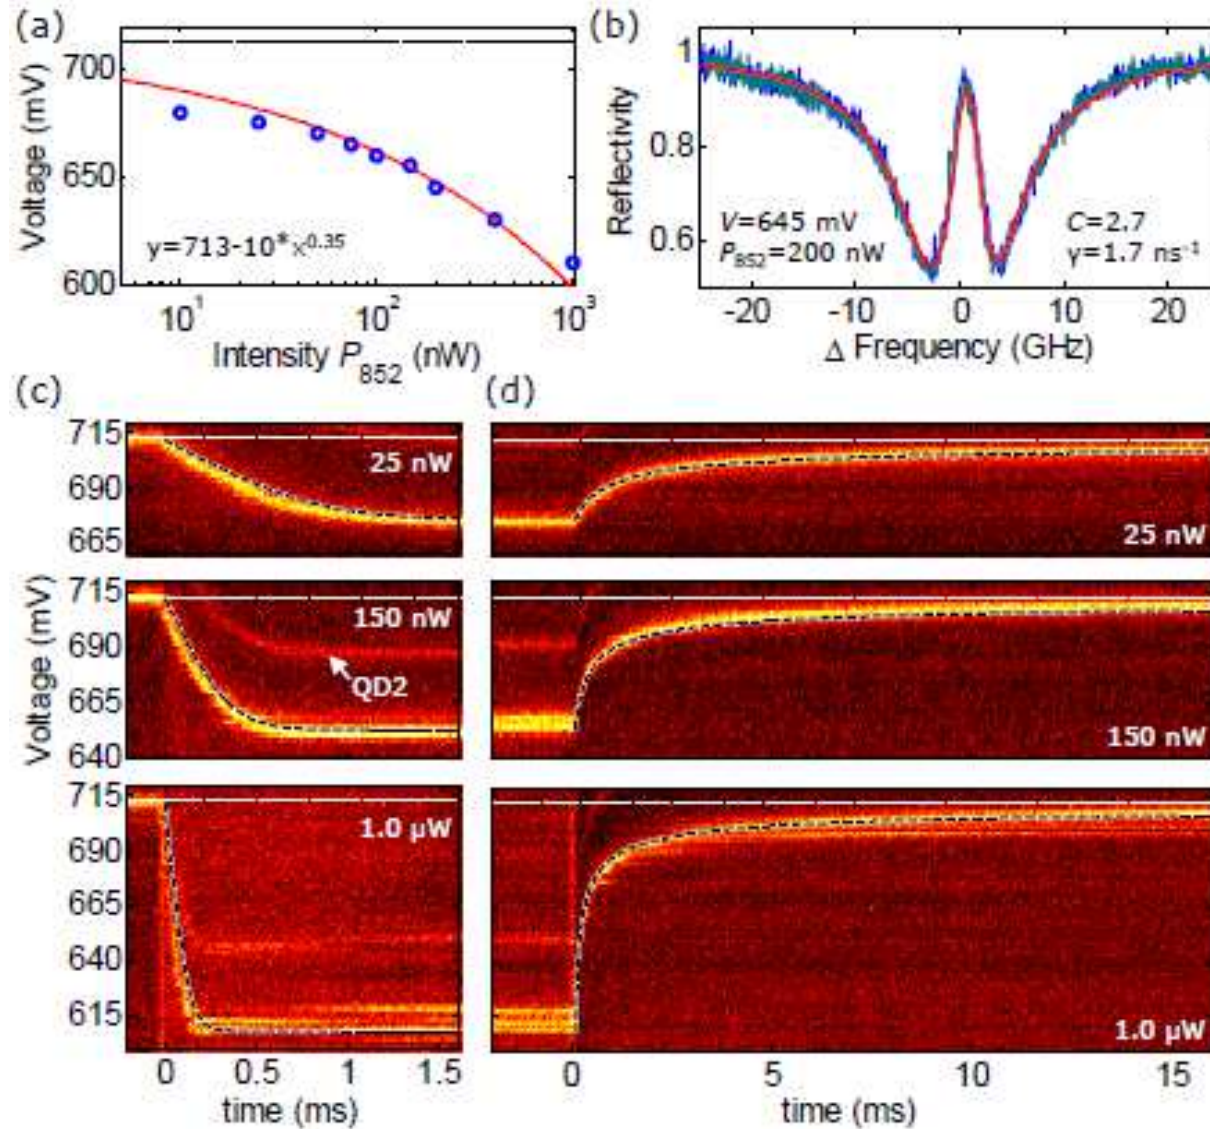 (a)
700
650
600
Voltage (mV)
y=713-10*x^0.35
10^1
10^2
10^3
Intensity P_852 (nW)
(b)
1
0.8
0.6
Reflectivity
V=645 mV
P_852=200 nW
C=2.7
γ=1.7 ns^-1
-20
-10
0
10
20
Δ Frequency (GHz)
(c)
715
690
665
25 nW
715
690
665
640
150 nW
QD2
Voltage (mV)
715
690
665
640
615
1.0 µW
0
0.5
1
1.5
time (ms)
(d)
25 nW
150 nW
1.0 µW
0
5
10
15
time (ms)